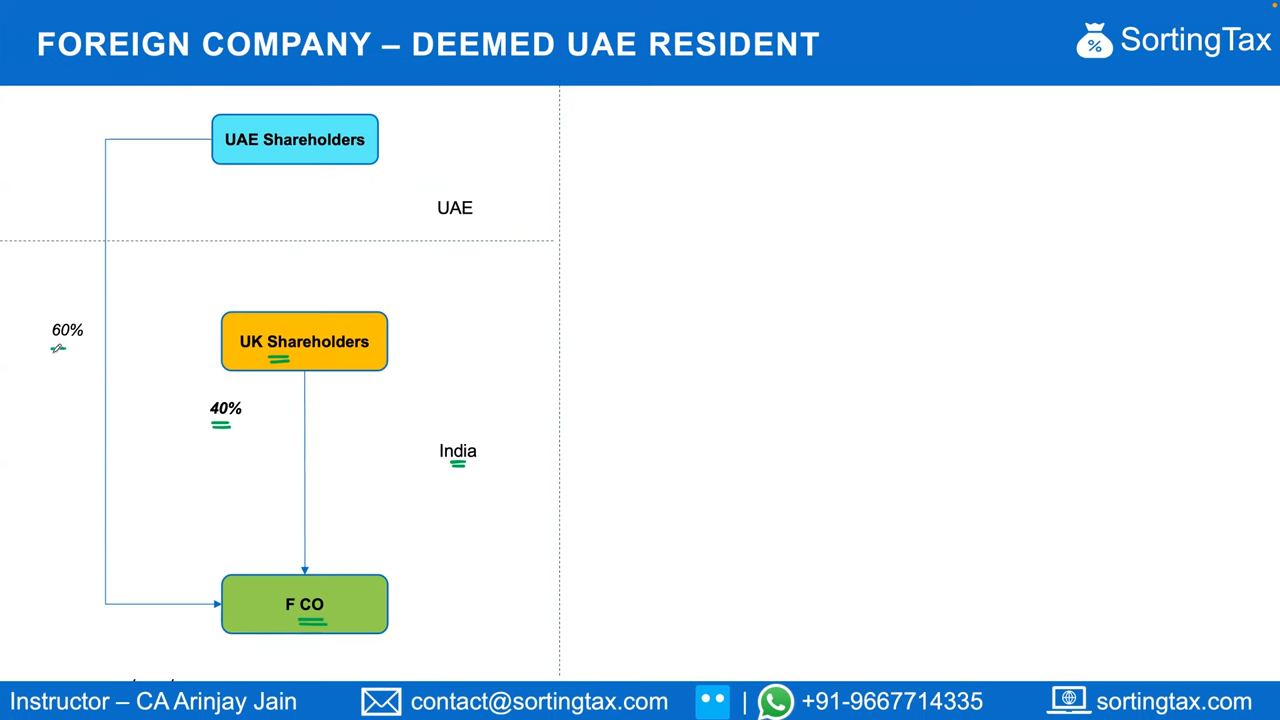 FOREIGN COMPANY – DEEMED UAE RESIDENT
% SortingTax
UAE Shareholders
UAE
60%
UK Shareholders
40%
India
F CO
Instructor – CA Arinjay Jain
contact@sortingtax.com
| +91-9667714335
sortingtax.com